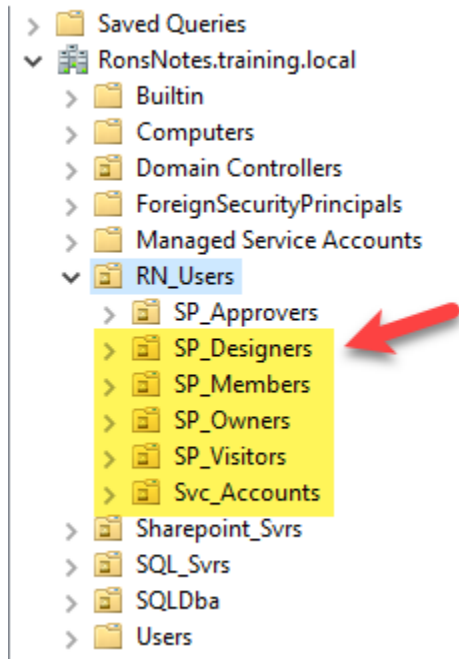 Saved Queries
RonsNotes.training.local
Builtin
Computers
Domain Controllers
ForeignSecurityPrincipals
Managed Service Accounts
RN_Users
SP_Approvers
SP_Designers
SP_Members
SP_Owners
SP_Visitors
Svc_Accounts
Sharepoint_Svrs
SQL_Svrs
SQLDba
Users